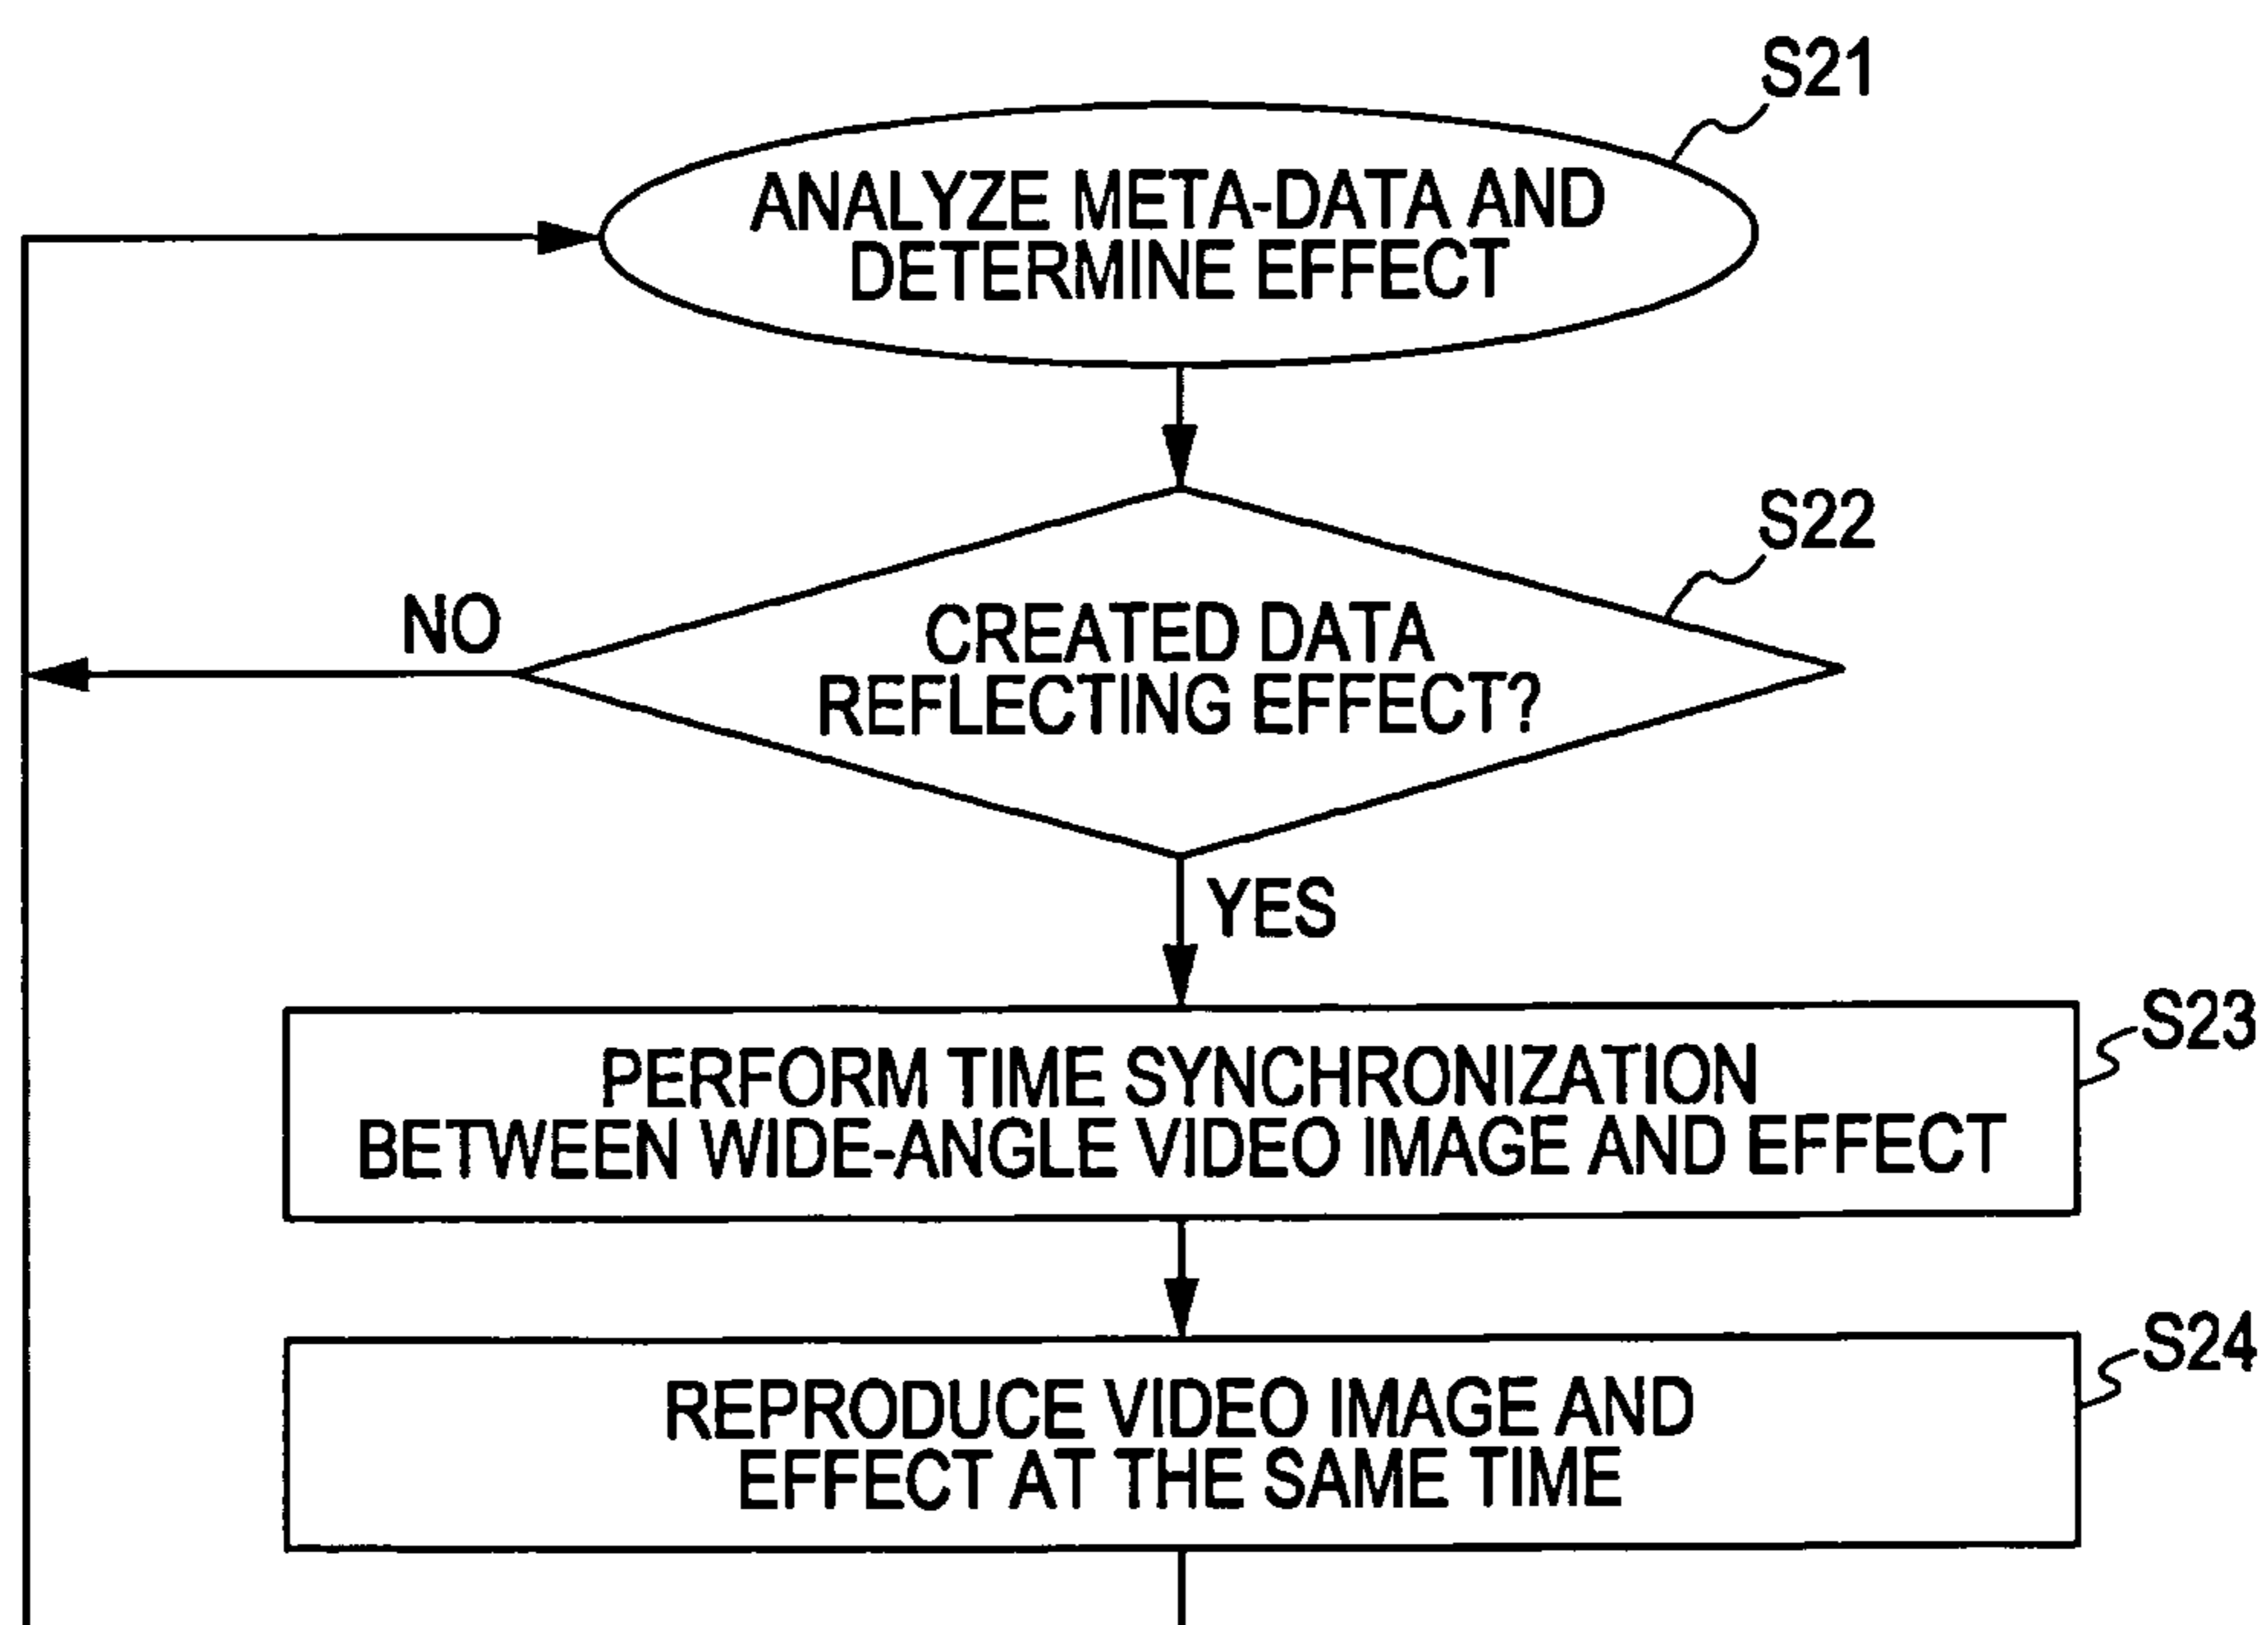 S21
ANALYZE META-DATA AND
DETERMINE EFFECT
S22
NO
CREATED DATA
REFLECTING EFFECT?
YES
S23
PERFORM TIME SYNCHRONIZATION
BETWEEN WIDE-ANGLE VIDEO IMAGE AND EFFECT
S24
REPRODUCE VIDEO IMAGE AND
EFFECT AT THE SAME TIME